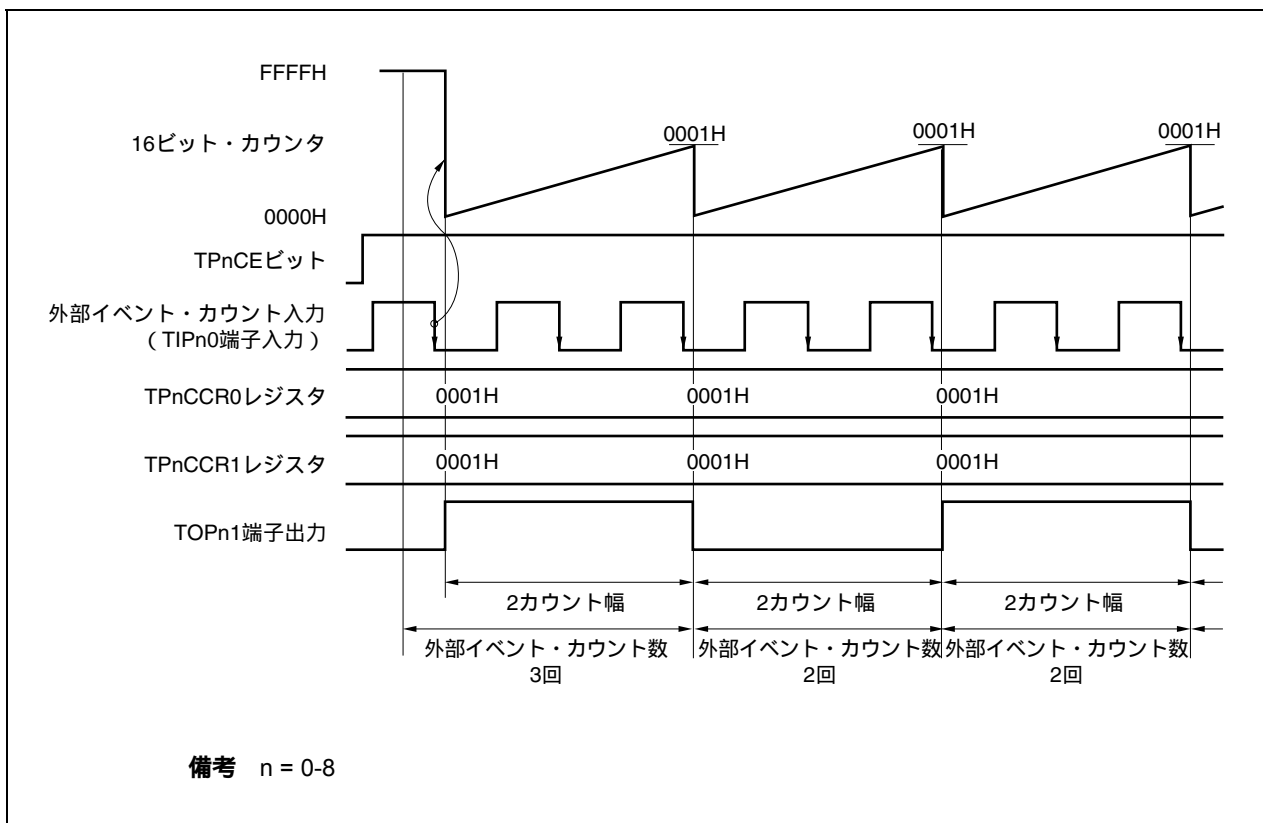 FFFFH
16ビット・カウンタ
0001H 0001H 0001H
0000H
TPnCEビット
外部イベント・カウント入力
（TIPn0端子入力）
TPnCCR0レジスタ
0001H 0001H 0001H
TPnCCR1レジスタ
0001H 0001H 0001H
TOPn1端子出力
2カウント幅 2カウント幅 2カウント幅
外部イベント・カウント数 外部イベント・カウント数 外部イベント・カウント数
3回 2回 2回
備考 n = 0-8